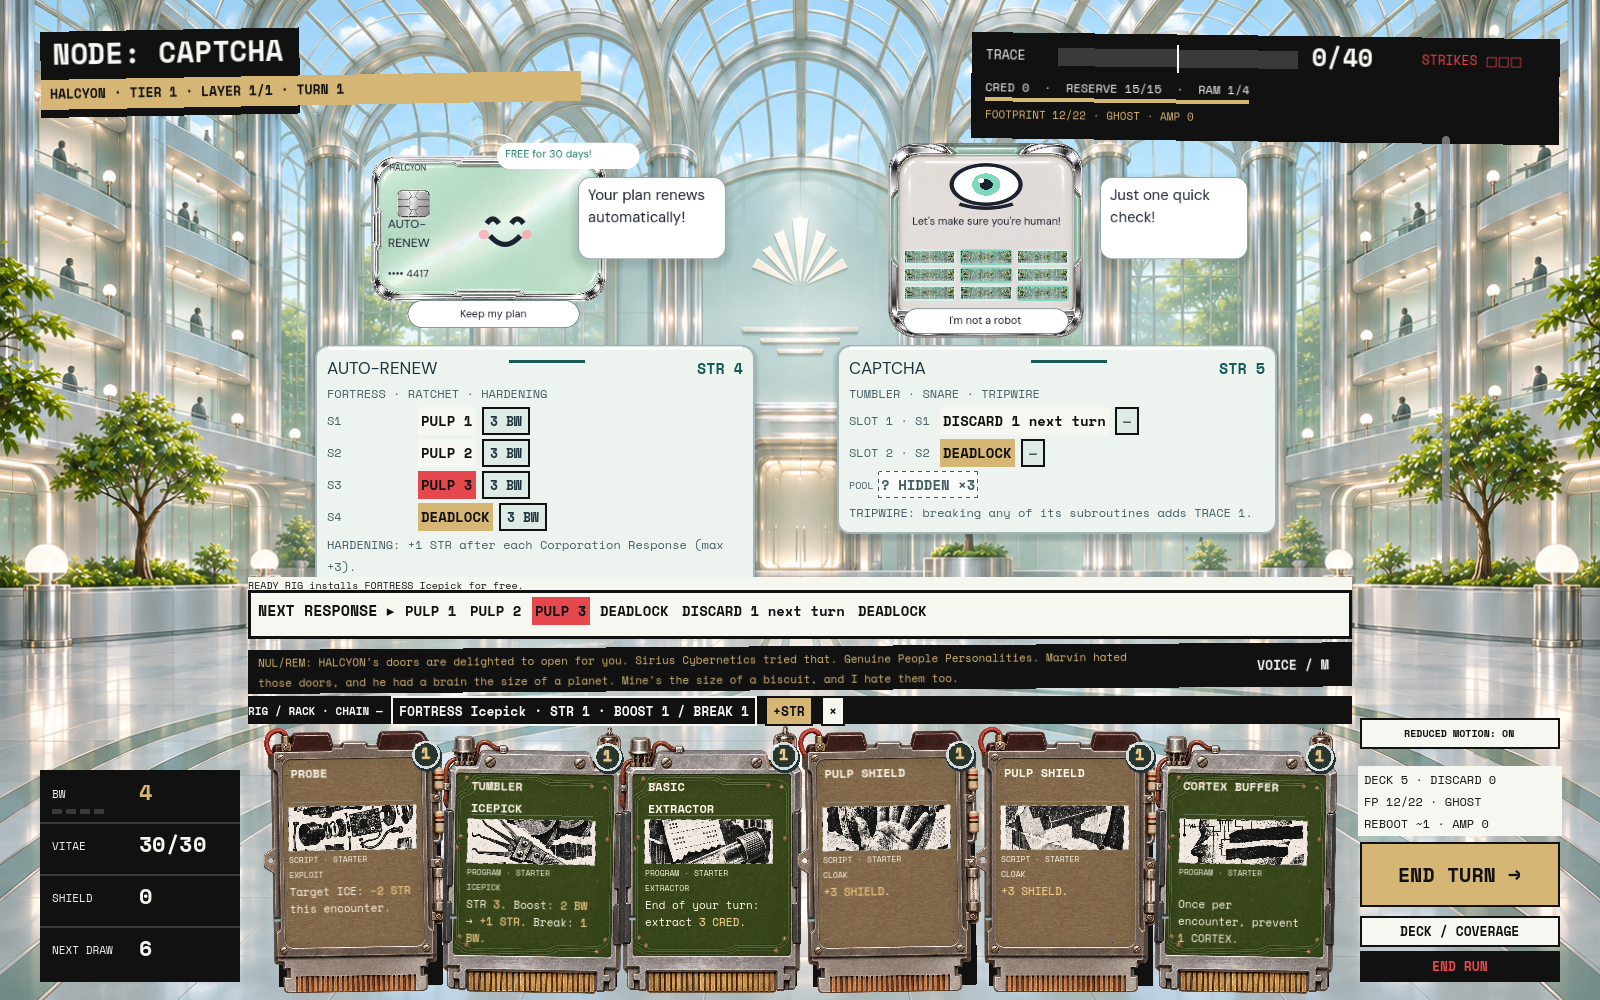 NODE: CAPTCHA
HALCYON · TIER 1 · LAYER 1/1 · TURN 1
TRACE 0/40 STRIKES □□□
CRED 0 · RESERVE 15/15 · RAM 1/4
FOOTPRINT 12/22 · GHOST · AMP 0
HALCYON
FREE for 30 days!
AUTO-
RENEW
•••• 4417
Keep my plan
Your plan renews
automatically!
Let's make sure you're human!
I'm not a robot
Just one quick
check!
AUTO-RENEW STR 4
FORTRESS · RATCHET · HARDENING
S1 PULP 1 3 BW
S2 PULP 2 3 BW
S3 PULP 3 3 BW
S4 DEADLOCK 3 BW
HARDENING: +1 STR after each Corporation Response (max
+3).
CAPTCHA STR 5
TUMBLER · SNARE · TRIPWIRE
SLOT 1 · S1 DISCARD 1 next turn —
SLOT 2 · S2 DEADLOCK —
POOL ? HIDDEN ×3
TRIPWIRE: breaking any of its subroutines adds TRACE 1.
READY RIG installs FORTRESS Icepick for free.
NEXT RESPONSE ▸ PULP 1 PULP 2 PULP 3 DEADLOCK DISCARD 1 next turn DEADLOCK
NUL/REM: HALCYON's doors are delighted to open for you. Sirius Cybernetics tried that. Genuine People Personalities. Marvin hated
those doors, and he had a brain the size of a planet. Mine's the size of a biscuit, and I hate them too.
VOICE / M
RIG / RACK · CHAIN — FORTRESS Icepick · STR 1 · BOOST 1 / BREAK 1 +STR ×
BW 4
VITAE 30/30
SHIELD 0
NEXT DRAW 6
1
PROBE
SCRIPT · STARTER
EXPLOIT
Target ICE: −2 STR
this encounter.
1
TUMBLER
ICEPICK
PROGRAM · STARTER
ICEPICK
STR 3. Boost: 2 BW
→ +1 STR. Break: 1
BW.
1
BASIC
EXTRACTOR
PROGRAM · STARTER
EXTRACTOR
End of your turn:
extract 3 CRED.
1
PULP SHIELD
SCRIPT · STARTER
CLOAK
+3 SHIELD.
1
PULP SHIELD
SCRIPT · STARTER
CLOAK
+3 SHIELD.
1
CORTEX BUFFER
PROGRAM · STARTER
Once per
encounter, prevent
1 CORTEX.
REDUCED MOTION: ON
DECK 5 · DISCARD 0
FP 12/22 · GHOST
REBOOT ~1 · AMP 0
END TURN →
DECK / COVERAGE
END RUN